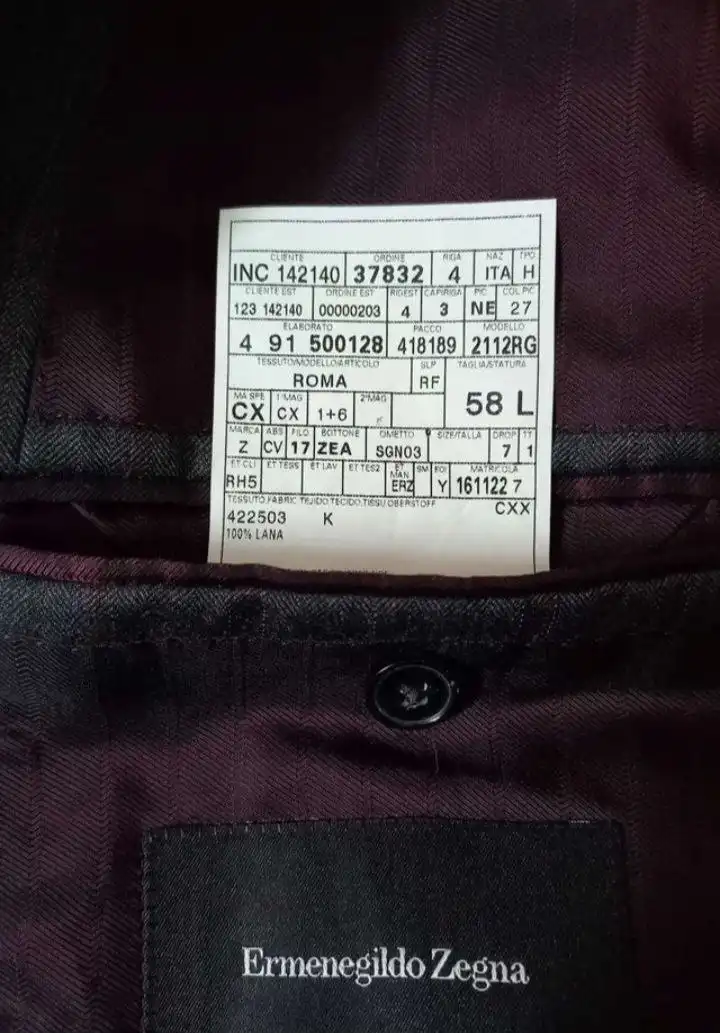 CLIENTE ORDINE RIGA NAZ TPO
INC 142140 37832 4 ITA H
CLIENTE EST ORDINE EST RIGEST CAPIRIGA PIC COL PIC
123 142140 00000203 4 3 NE 27
ELABORATO PACCO MODELLO
4 91 500128 418189 2112RG
TESSUTO/MODELLO/ARTICOLO SLP TAGLIA/STATURA
ROMA RF 58 L
MA SPE 1°MAG 2°MAG
CX CX 1+6 K
MARCA ABS FILO BOTTONE OMETTO SIZE/TALLA DROP TT
Z CV 17 ZEA SGN03 7 1
ET CLI ET TESS ET LAV ET TES2 ET MAN SM EOI MATRICOLA
RH5 ERZ Y 161122 7
TESSUTO,FABRIC,TEJIDO,TECIDO,TISSU,OBERSTOFF
422503 K CXX
100% LANA
Ermenegildo Zegna